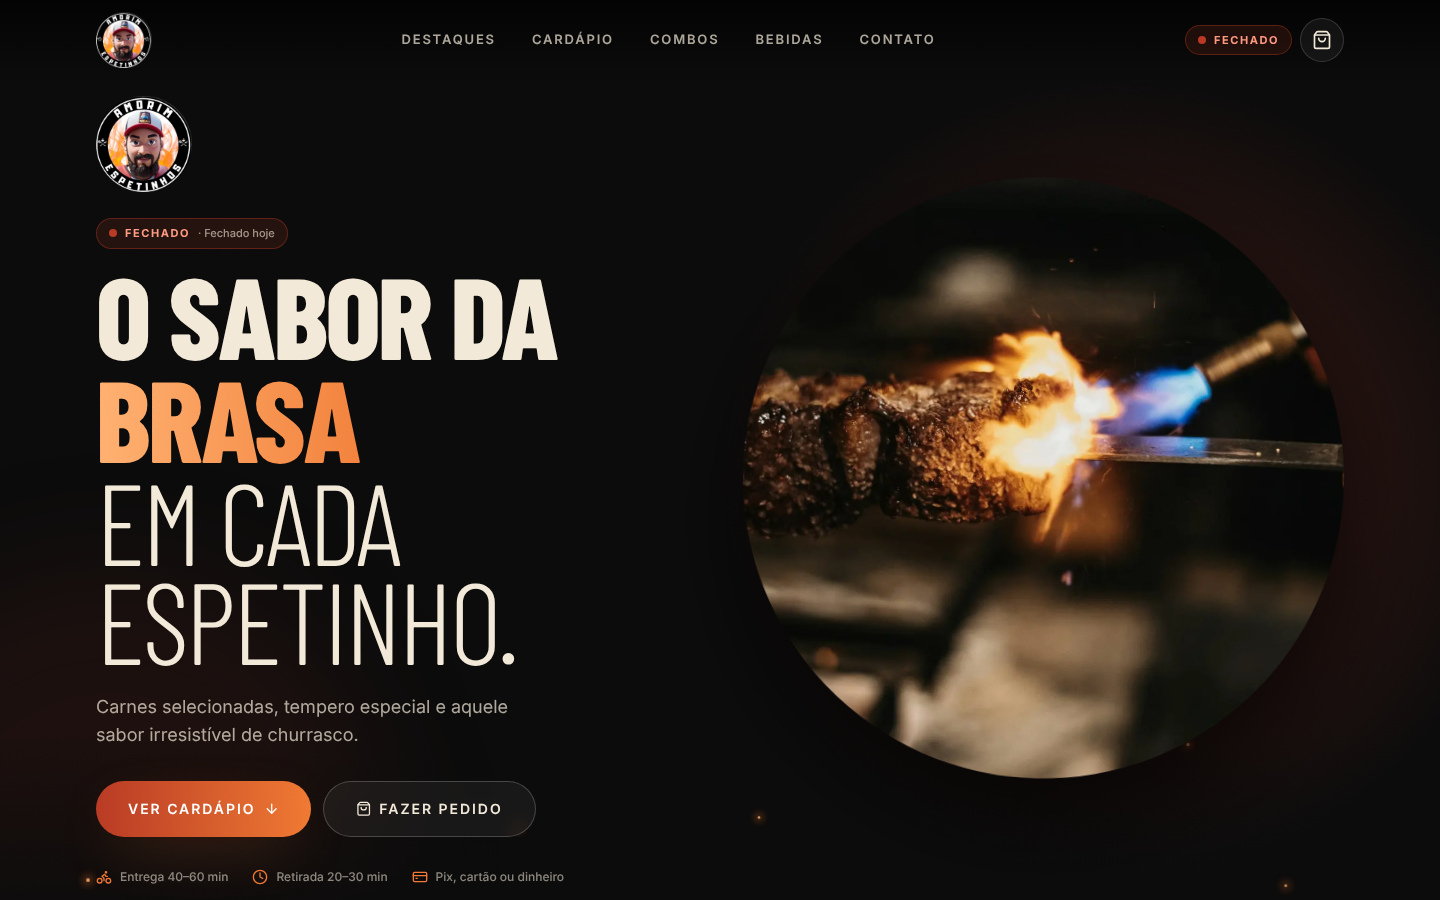 AMORIM
ESPETINHOS
DESTAQUES
CARDÁPIO
COMBOS
BEBIDAS
CONTATO
FECHADO
AMORIM
ESPETINHOS
FECHADO · Fechado hoje
O SABOR DA
BRASA
EM CADA
ESPETINHO.
Carnes selecionadas, tempero especial e aquele
sabor irresistível de churrasco.
VER CARDÁPIO ↓
FAZER PEDIDO
Entrega 40–60 min
Retirada 20–30 min
Pix, cartão ou dinheiro